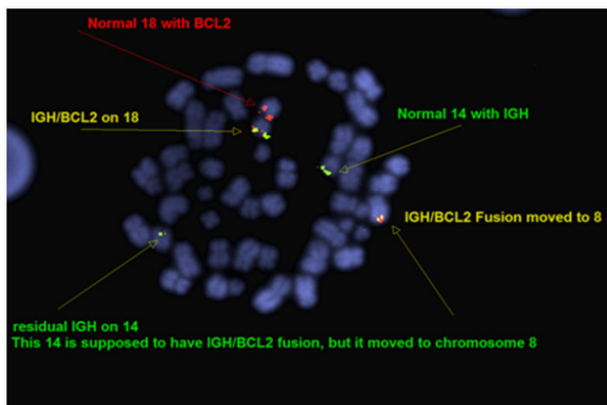 Normal 18 with BCL2
IGH/BCL2 on 18
Normal 14 with IGH
IGH/BCL2 Fusion moved to 8
residual IGH on 14
This 14 is supposed to have IGH/BCL2 fusion, but it moved to chromosome 8